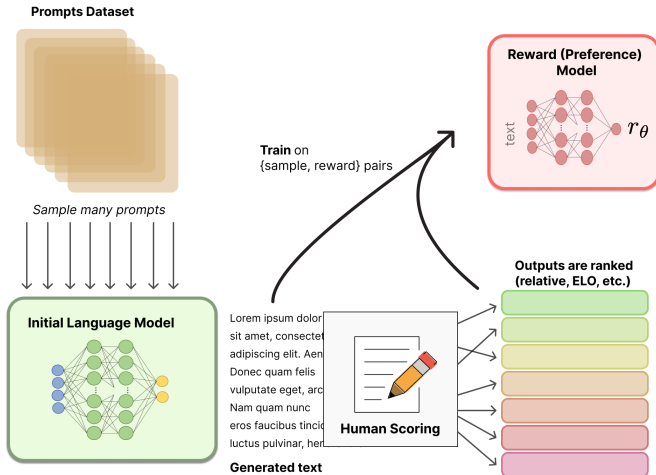 Prompts Dataset
Sample many prompts
Initial Language Model
Train on
{sample, reward} pairs
Reward (Preference)
Model
text
rθ
Outputs are ranked
(relative, ELO, etc.)
Lorem ipsum dolor
sit amet, consectet
adipiscing elit. Aen
Donec quam felis
vulputate eget, arc
Nam quam nunc
eros faucibus tincid
luctus pulvinar, her
Generated text
Human Scoring